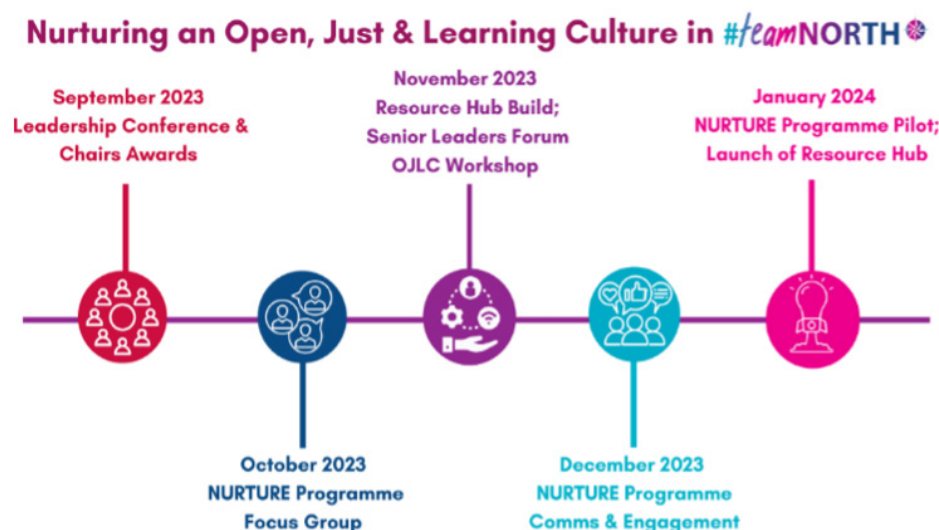 Nurturing an Open, Just & Learning Culture in #teamNORTH
September 2023
Leadership Conference &
Chairs Awards
October 2023
NURTURE Programme
Focus Group
November 2023
Resource Hub Build;
Senior Leaders Forum
OJLC Workshop
December 2023
NURTURE Programme
Comms & Engagement
January 2024
NURTURE Programme Pilot;
Launch of Resource Hub